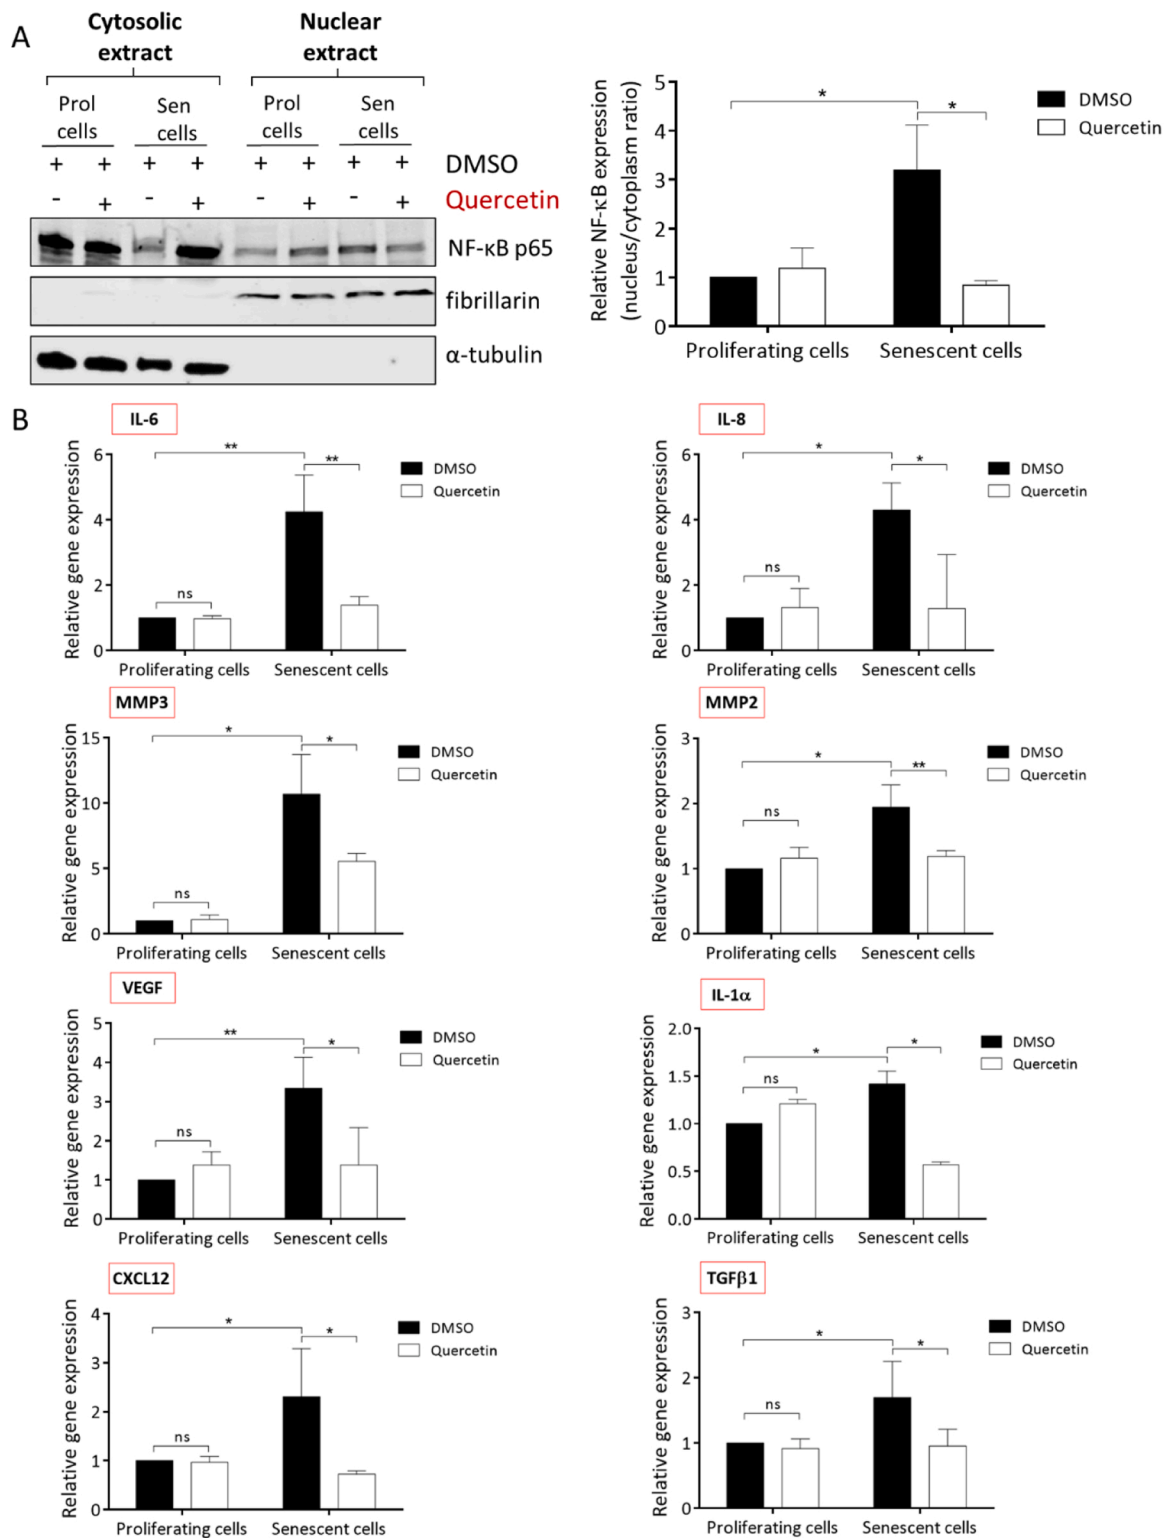 A
Cytosolic
extract
Nuclear
extract
Prol
cells
Sen
cells
Prol
cells
Sen
cells
+ + + + + + + + DMSO
- + - + - + - + Quercetin
NF-κB p65
fibrillarin
α-tubulin
Relative NF-κB expression
(nucleus/cytoplasm ratio)
5
4
3
2
1
0
*
*
DMSO
Quercetin
Proliferating cells
Senescent cells
B
IL-6
Relative gene expression
6
4
2
0
**
**
ns
DMSO
Quercetin
Proliferating cells
Senescent cells
IL-8
Relative gene expression
6
4
2
0
*
*
ns
DMSO
Quercetin
Proliferating cells
Senescent cells
MMP3
Relative gene expression
15
10
5
0
*
*
ns
DMSO
Quercetin
Proliferating cells
Senescent cells
MMP2
Relative gene expression
3
2
1
0
*
**
ns
DMSO
Quercetin
Proliferating cells
Senescent cells
VEGF
Relative gene expression
5
4
3
2
1
0
**
*
ns
DMSO
Quercetin
Proliferating cells
Senescent cells
IL-1α
Relative gene expression
2.0
1.5
1.0
0.5
0.0
*
*
ns
DMSO
Quercetin
Proliferating cells
Senescent cells
CXCL12
Relative gene expression
4
3
2
1
0
*
*
ns
DMSO
Quercetin
Proliferating cells
Senescent cells
TGFβ1
Relative gene expression
3
2
1
0
*
*
ns
DMSO
Quercetin
Proliferating cells
Senescent cells